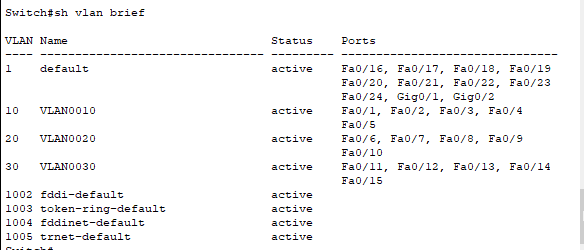 Switch#sh vlan brief
VLAN Name                             Status    Ports
---- -------------------------------- --------- -------------------------------
1    default                          active    Fa0/16, Fa0/17, Fa0/18, Fa0/19
                                                Fa0/20, Fa0/21, Fa0/22, Fa0/23
                                                Fa0/24, Gig0/1, Gig0/2
10   VLAN0010                         active    Fa0/1, Fa0/2, Fa0/3, Fa0/4
                                                Fa0/5
20   VLAN0020                         active    Fa0/6, Fa0/7, Fa0/8, Fa0/9
                                                Fa0/10
30   VLAN0030                         active    Fa0/11, Fa0/12, Fa0/13, Fa0/14
                                                Fa0/15
1002 fddi-default                     active
1003 token-ring-default               active
1004 fddinet-default                  active
1005 trnet-default                    active
Switch#